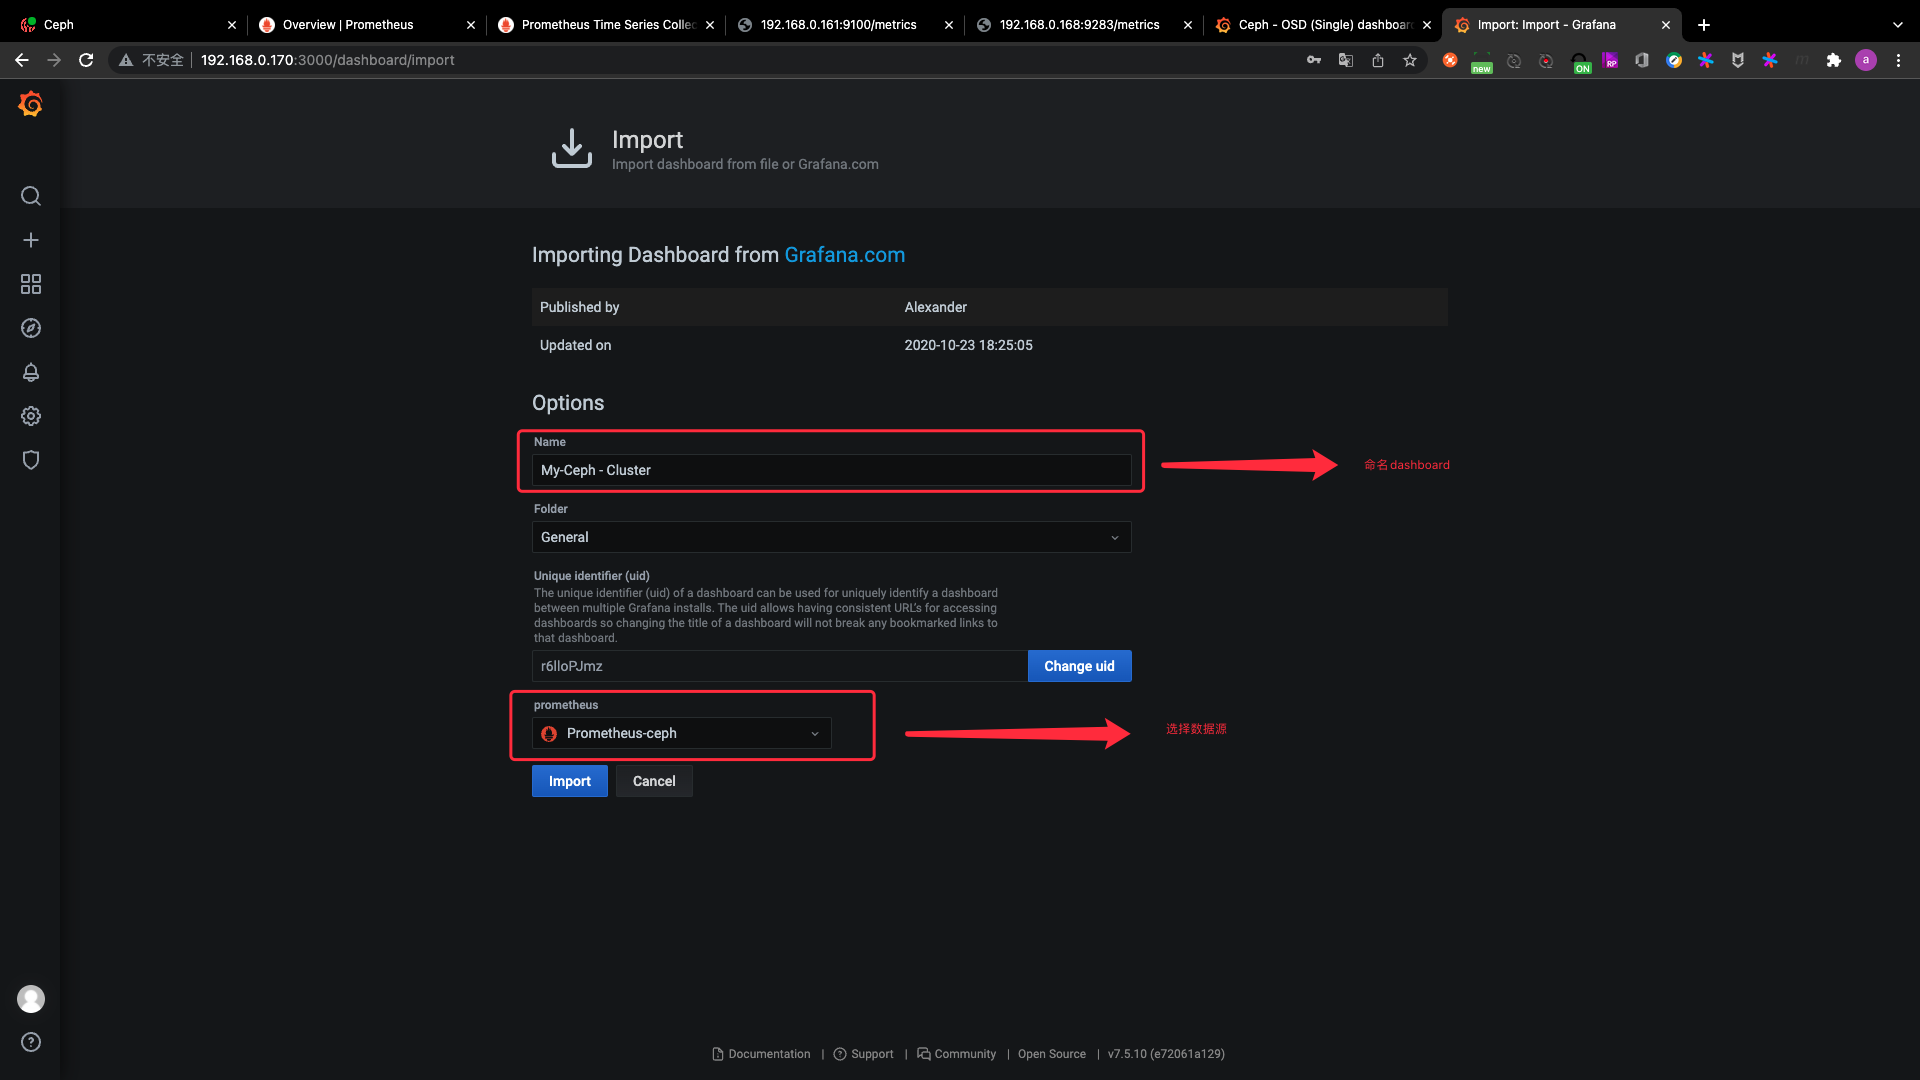 Ceph
Overview | Prometheus
Prometheus Time Series Collec
192.168.0.161:9100/metrics
192.168.0.168:9283/metrics
Ceph - OSD (Single) dashboar
Import: Import - Grafana
不安全
192.168.0.170:3000/dashboard/import
new
ON
RP
a
Import
Import dashboard from file or Grafana.com
Importing Dashboard from Grafana.com
Published by Alexander
Updated on 2020-10-23 18:25:05
Options
Name
My-Ceph - Cluster
命名dashboard
Folder
General
Unique identifier (uid)
The unique identifier (uid) of a dashboard can be used for uniquely identify a dashboard
between multiple Grafana installs. The uid allows having consistent URL's for accessing
dashboards so changing the title of a dashboard will not break any bookmarked links to
that dashboard.
r6lloPJmz
Change uid
prometheus
Prometheus-ceph
选择数据源
Import
Cancel
Documentation | Support | Community | Open Source | v7.5.10 (e72061a129)